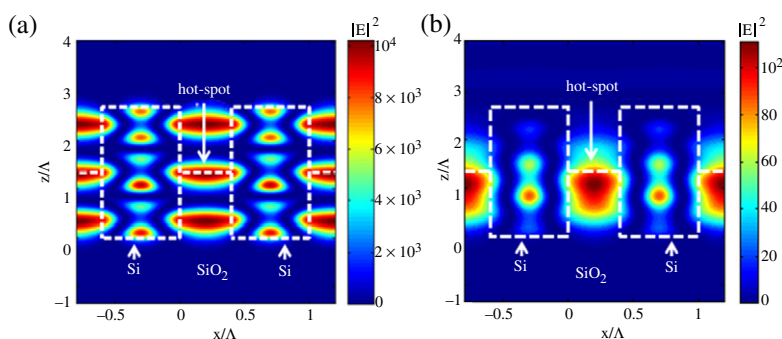 (a)
|E|²
4
3
2
1
0
−1
z/Λ
hot-spot
Si
SiO₂
Si
−0.5
0
0.5
1
x/Λ
10⁴
8 × 10³
6 × 10³
4 × 10³
2 × 10³
0
(b)
|E|²
4
3
2
1
0
−1
z/Λ
hot-spot
Si
SiO₂
Si
−0.5
0
0.5
1
x/Λ
10²
80
60
40
20
0